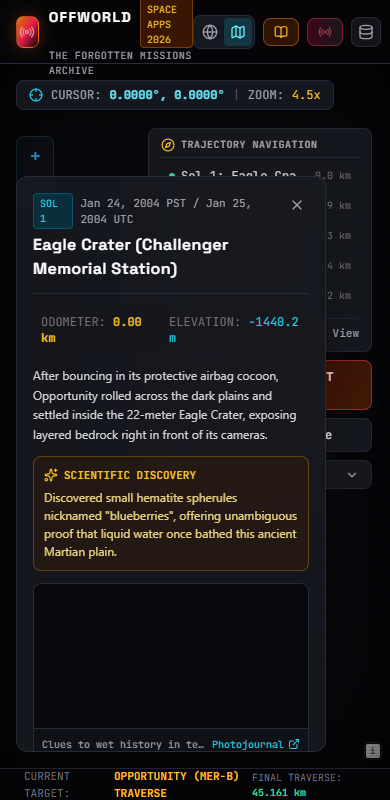 OFFWORLD
SPACE
APPS
2026
THE FORGOTTEN MISSIONS
ARCHIVE
CURSOR: 0.0000°, 0.0000° | ZOOM: 4.5x
+
TRAJECTORY NAVIGATION
0.0 km
SOL
1
Jan 24, 2004 PST / Jan 25,
2004 UTC
Eagle Crater (Challenger
Memorial Station)
km
km
km
km
View
ODOMETER: 0.00
km
ELEVATION: -1440.2
m
After bouncing in its protective airbag cocoon,
Opportunity rolled across the dark plains and
settled inside the 22-meter Eagle Crater, exposing
layered bedrock right in front of its cameras.
SCIENTIFIC DISCOVERY
Discovered small hematite spherules
nicknamed "blueberries", offering unambiguous
proof that liquid water once bathed this ancient
Martian plain.
Clues to wet history in te… Photojournal
i
CURRENT
TARGET:
OPPORTUNITY (MER-B)
TRAVERSE
FINAL TRAVERSE:
45.161 km